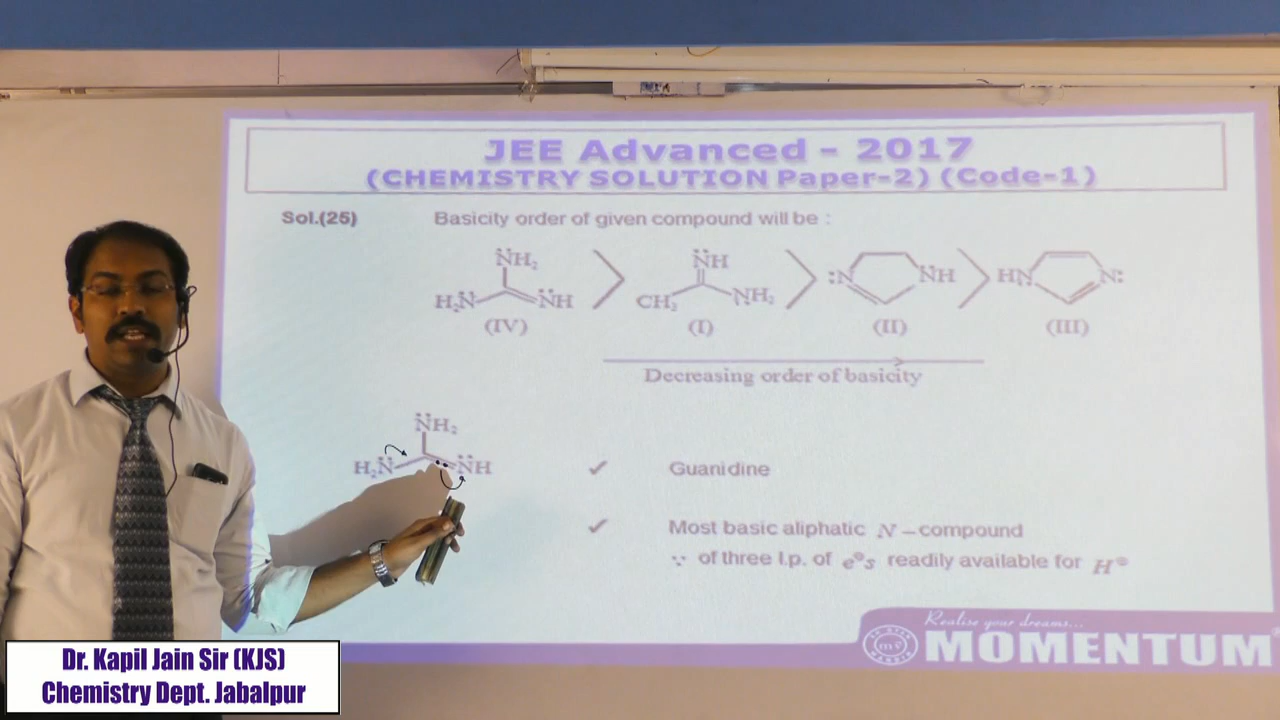 JEE Advanced - 2017
(CHEMISTRY SOLUTION Paper-2) (Code-1)
Sol.(25) Basicity order of given compound will be :
NH₂ > NH > :N NH > HN N:
H₂N NH CH₃ NH₂
(IV) (I) (II) (III)
Decreasing order of basicity
NH₂
H₂N NH
✓ Guanidine
✓ Most basic aliphatic N – compound
∵ of three l.p. of e⊖s readily available for H⊕
Realise your dreams...
MOMENTUM
Dr. Kapil Jain Sir (KJS)
Chemistry Dept. Jabalpur